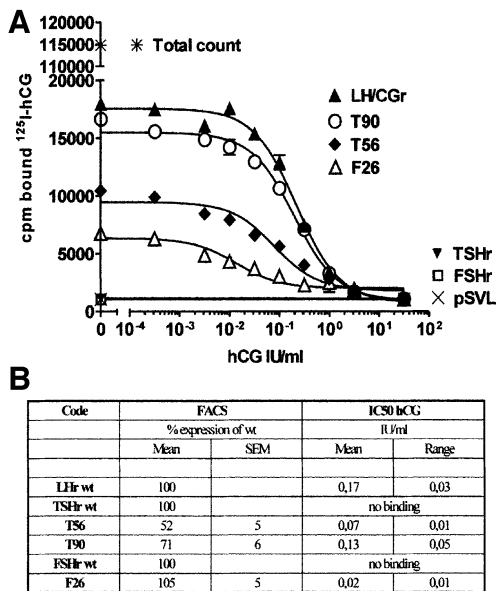 A
120000
115000
110000
Total count
20000
15000
10000
5000
0
cpm bound ¹²⁵I-hCG
LH/CGr
T90
T56
F26
TSHr
FSHr
pSVL
0 10⁻⁴ 10⁻³ 10⁻² 10⁻¹ 10⁰ 10¹ 10²
hCG IU/ml
B
Code FACS IC50 hCG
% expression of wt IU/ml
Mean SEM Mean Range
LHr wt 100 0,17 0,03
TSHr wt 100 no binding
T56 52 5 0,07 0,01
T90 71 6 0,13 0,05
FSHr wt 100 no binding
F26 105 5 0,02 0,01